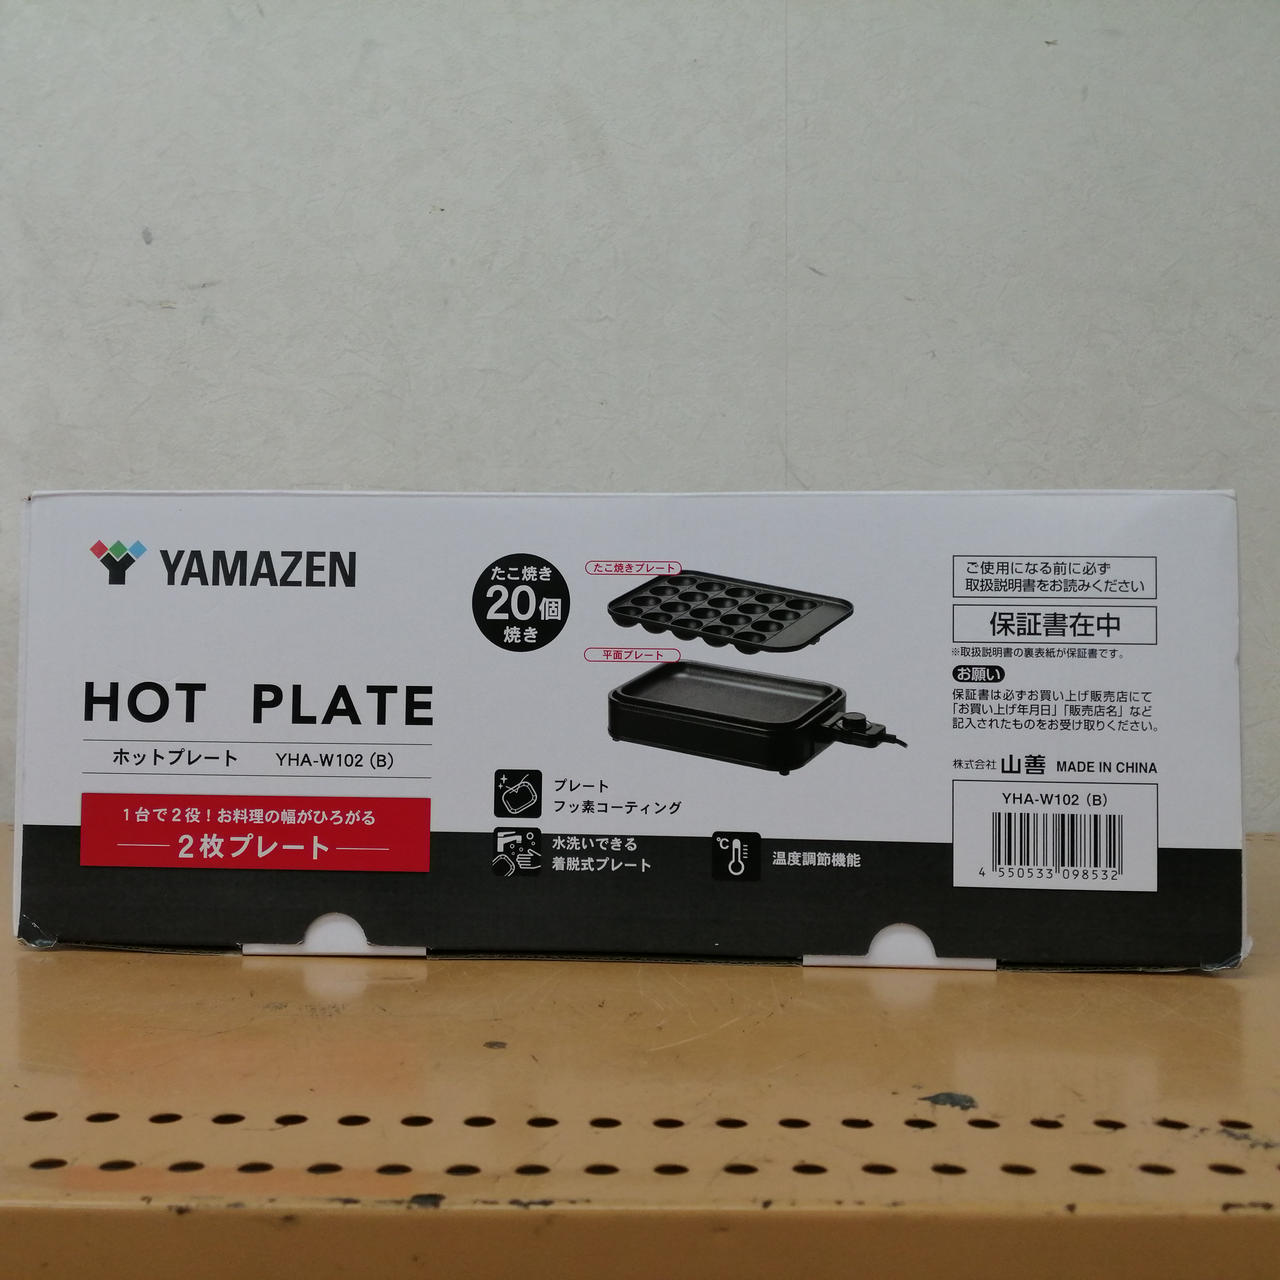 YAMAZEN
HOT PLATE
ホットプレート YHA-W102 (B)
1台で2役！お料理の幅がひろがる
2枚プレート
たこ焼き
20個
焼き
たこ焼きプレート
平面プレート
プレート
フッ素コーティング
水洗いできる
着脱式プレート
℃
温度調節機能
ご使用になる前に必ず
取扱説明書をお読みください
保証書在中
※取扱説明書の裏表紙が保証書です。
お願い
保証書は必ずお買い上げ販売店にて
「お買い上げ年月日」「販売店名」など
記入されたものをお受け取りください。
株式会社 山善 MADE IN CHINA
YHA-W102 (B)
4 550533 098532